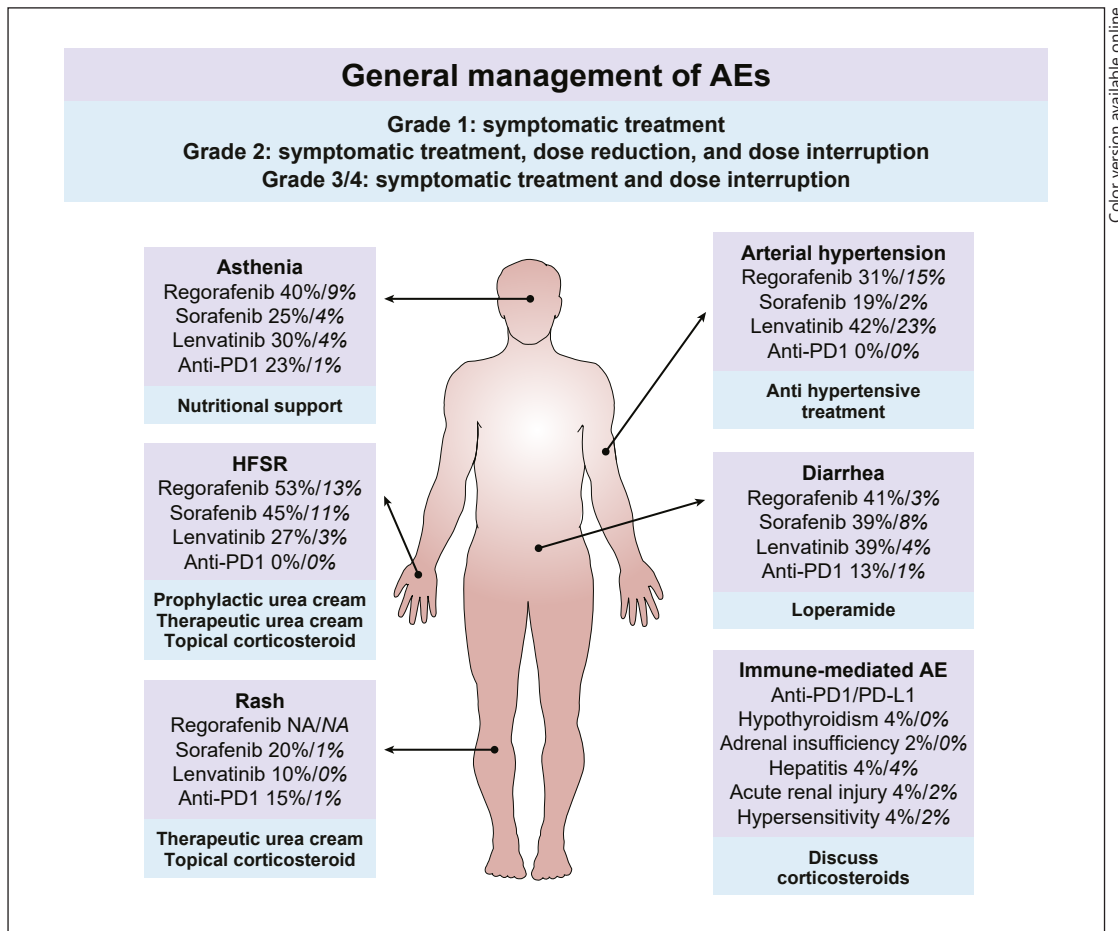 General management of AEs
Grade 1: symptomatic treatment
Grade 2: symptomatic treatment, dose reduction, and dose interruption
Grade 3/4: symptomatic treatment and dose interruption
Asthenia
Regorafenib 40%/9%
Sorafenib 25%/4%
Lenvatinib 30%/4%
Anti-PD1 23%/1%
Nutritional support
HFSR
Regorafenib 53%/13%
Sorafenib 45%/11%
Lenvatinib 27%/3%
Anti-PD1 0%/0%
Prophylactic urea cream
Therapeutic urea cream
Topical corticosteroid
Rash
Regorafenib NA/NA
Sorafenib 20%/1%
Lenvatinib 10%/0%
Anti-PD1 15%/1%
Therapeutic urea cream
Topical corticosteroid
Arterial hypertension
Regorafenib 31%/15%
Sorafenib 19%/2%
Lenvatinib 42%/23%
Anti-PD1 0%/0%
Anti hypertensive
treatment
Diarrhea
Regorafenib 41%/3%
Sorafenib 39%/8%
Lenvatinib 39%/4%
Anti-PD1 13%/1%
Loperamide
Immune-mediated AE
Anti-PD1/PD-L1
Hypothyroidism 4%/0%
Adrenal insufficiency 2%/0%
Hepatitis 4%/4%
Acute renal injury 4%/2%
Hypersensitivity 4%/2%
Discuss
corticosteroids
Color version available online